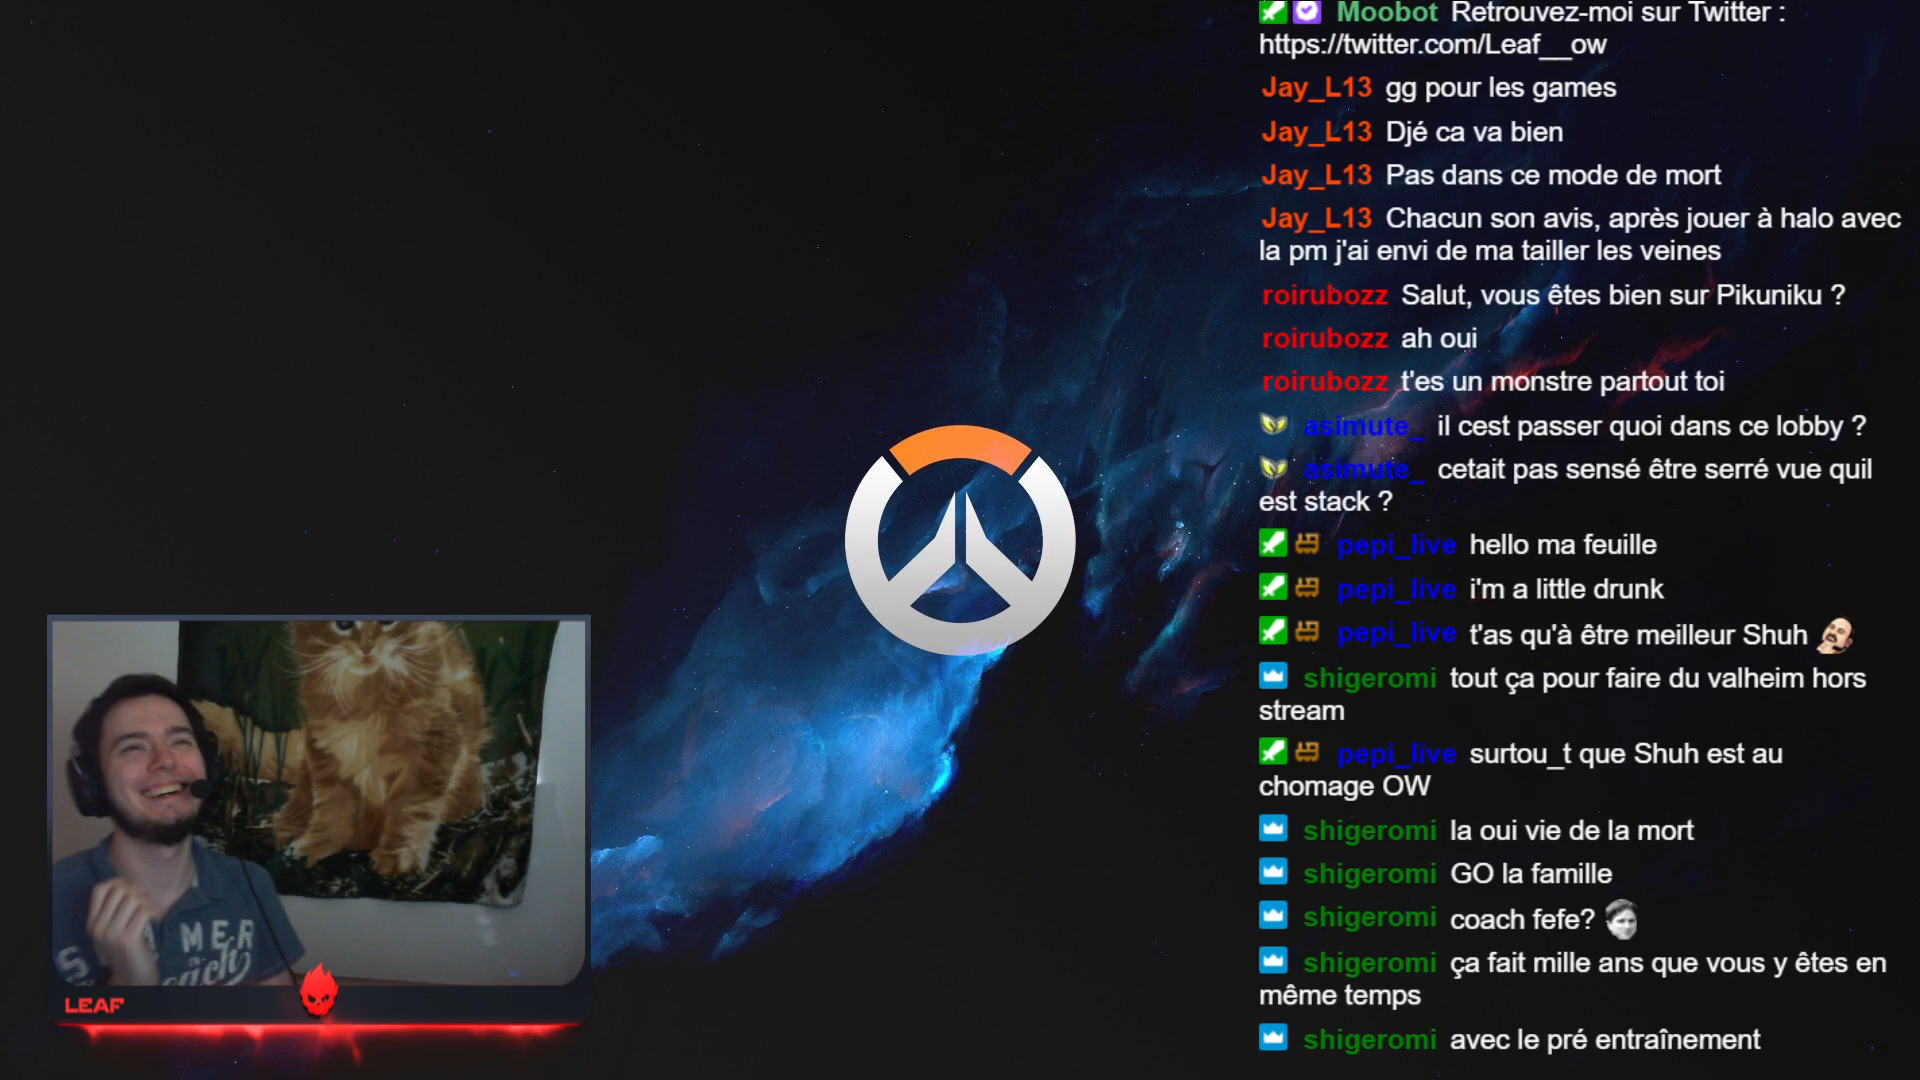 Moobot Retrouvez-moi sur Twitter :
https://twitter.com/Leaf__ow
Jay_L13 gg pour les games
Jay_L13 Djé ca va bien
Jay_L13 Pas dans ce mode de mort
Jay_L13 Chacun son avis, après jouer à halo avec
la pm j'ai envi de ma tailler les veines
roirubozz Salut, vous êtes bien sur Pikuniku ?
roirubozz ah oui
roirubozz t'es un monstre partout toi
asimute_ il cest passer quoi dans ce lobby ?
asimute_ cetait pas sensé être serré vue quil
est stack ?
pepi_live hello ma feuille
pepi_live i'm a little drunk
pepi_live t'as qu'à être meilleur Shuh
shigeromi tout ça pour faire du valheim hors
stream
pepi_live surtou_t que Shuh est au
chomage OW
shigeromi la oui vie de la mort
shigeromi GO la famille
shigeromi coach fefe?
shigeromi ça fait mille ans que vous y êtes en
même temps
shigeromi avec le pré entraînement
LEAF